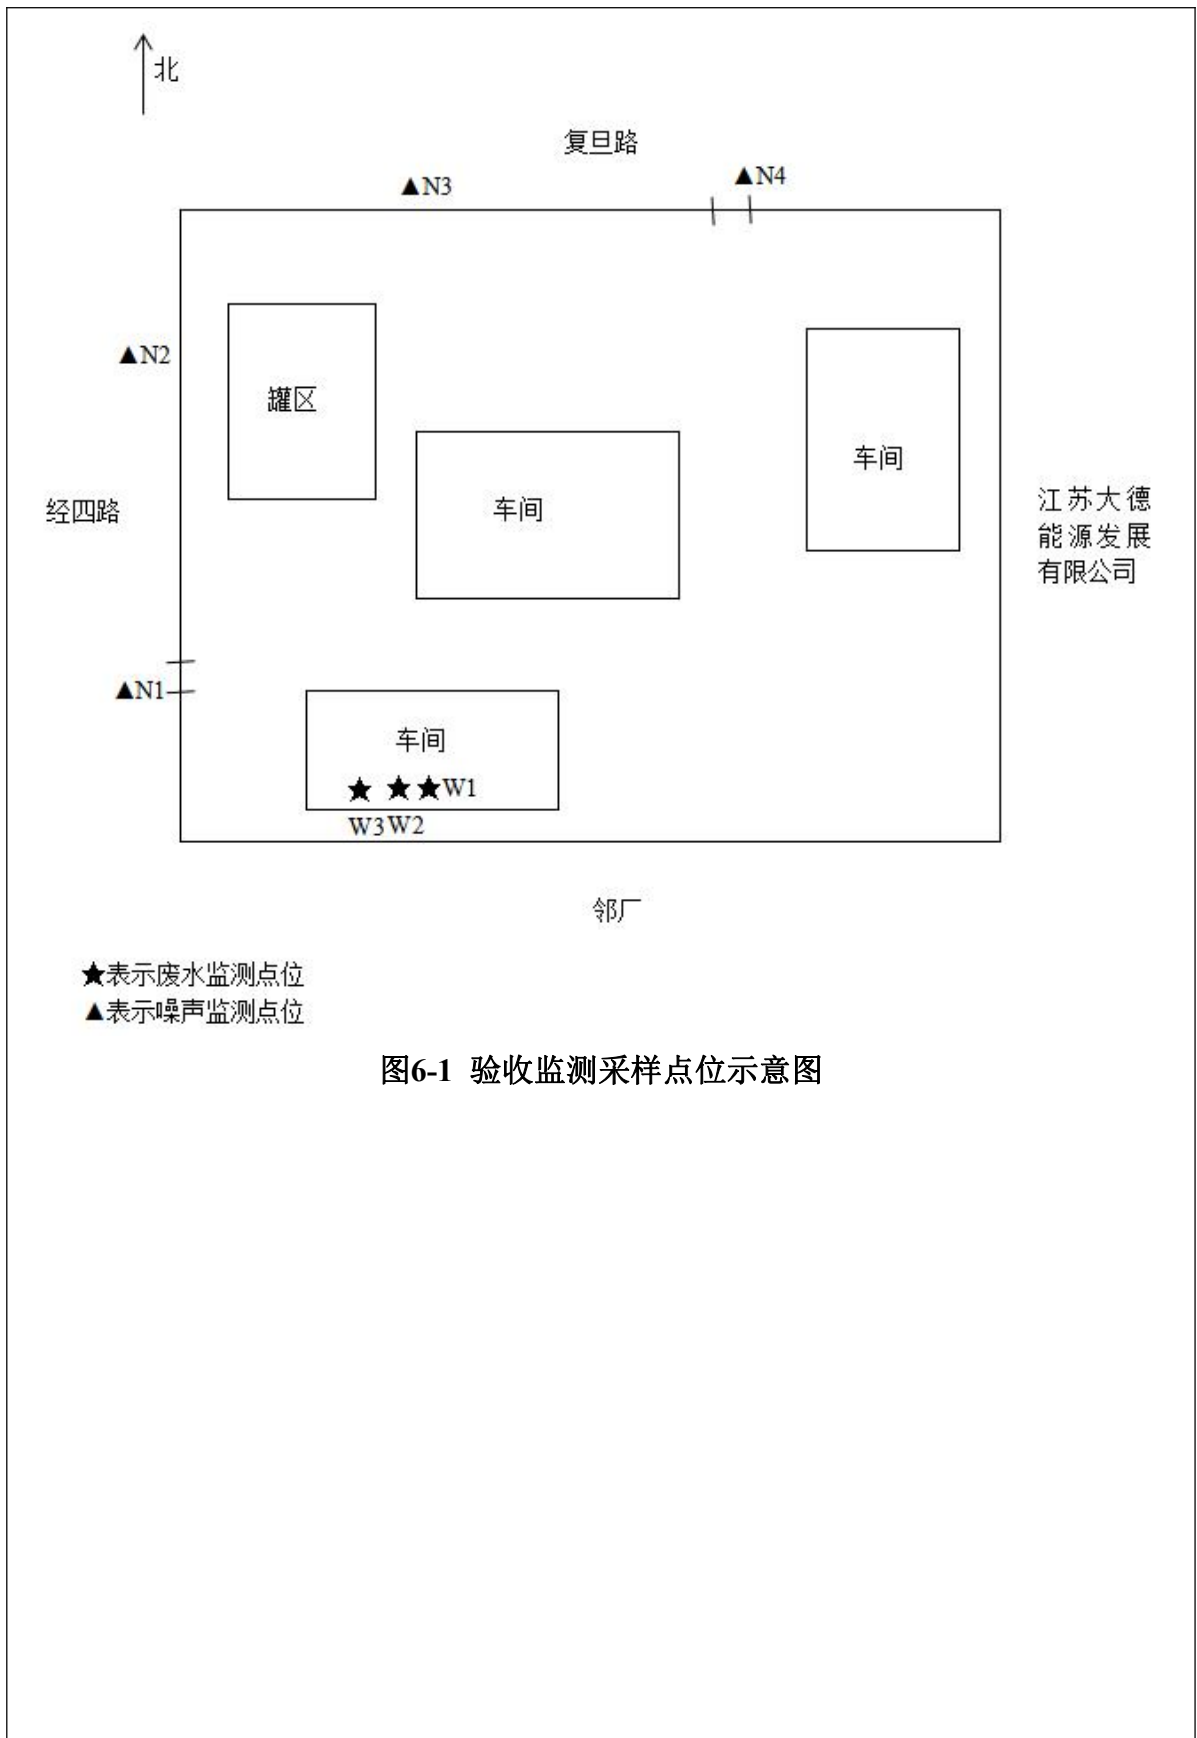 北
复旦路
▲N3
▲N4
▲N2
罐区
车间
车间
经四路
江苏大德
能源发展
有限公司
▲N1
车间
★ ★★W1
W3W2
邻厂
★表示废水监测点位
▲表示噪声监测点位
图6-1 验收监测采样点位示意图